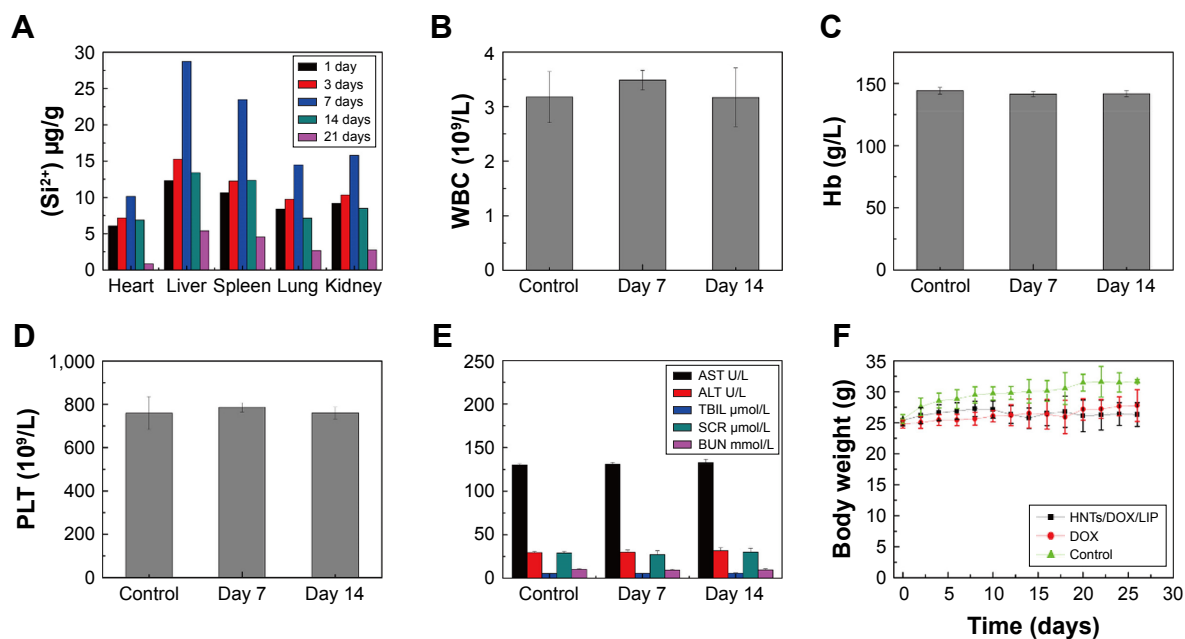 A
(Si²⁺) µg/g
30
25
20
15
10
5
0
1 day
3 days
7 days
14 days
21 days
Heart Liver Spleen Lung Kidney
B
WBC (10⁹/L)
4
3
2
1
0
Control Day 7 Day 14
C
Hb (g/L)
150
100
50
0
Control Day 7 Day 14
D
PLT (10⁹/L)
1,000
800
600
400
200
0
Control Day 7 Day 14
E
250
200
150
125
50
25
0
AST U/L
ALT U/L
TBIL µmol/L
SCR µmol/L
BUN mmol/L
Control Day 7 Day 14
F
Body weight (g)
35
30
25
20
15
10
5
0
HNTs/DOX/LIP
DOX
Control
0 5 10 15 20 25 30
Time (days)